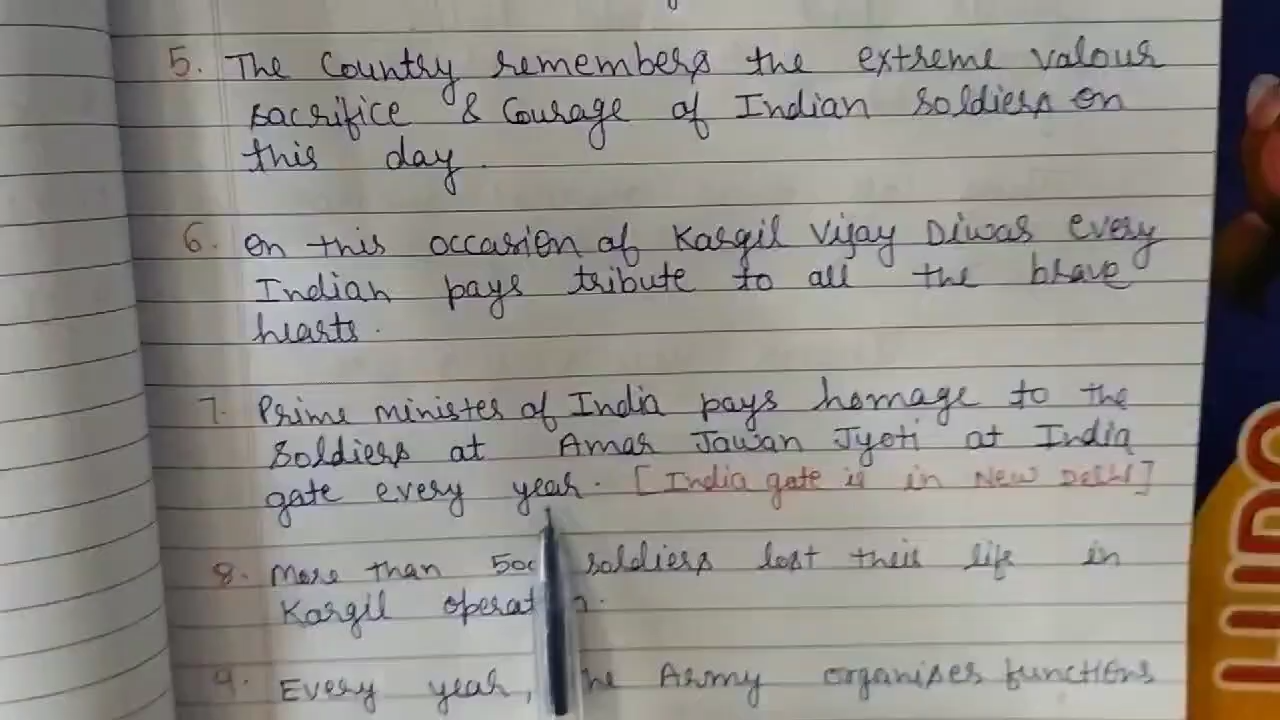 5. The Country remembers the extreme valour
sacrifice & Courage of Indian soldiers on
this day.
6. On this occasion of Kargil Vijay Diwas every
Indian pays tribute to all the brave
hearts.
7. Prime minister of India pays homage to the
Soldiers at Amar Jawan Jyoti at India
gate every year. [India gate is in New Delhi]
8. More than 500 soldiers lost their life in
Kargil
9. Every year, the Army organises functions
LUDO